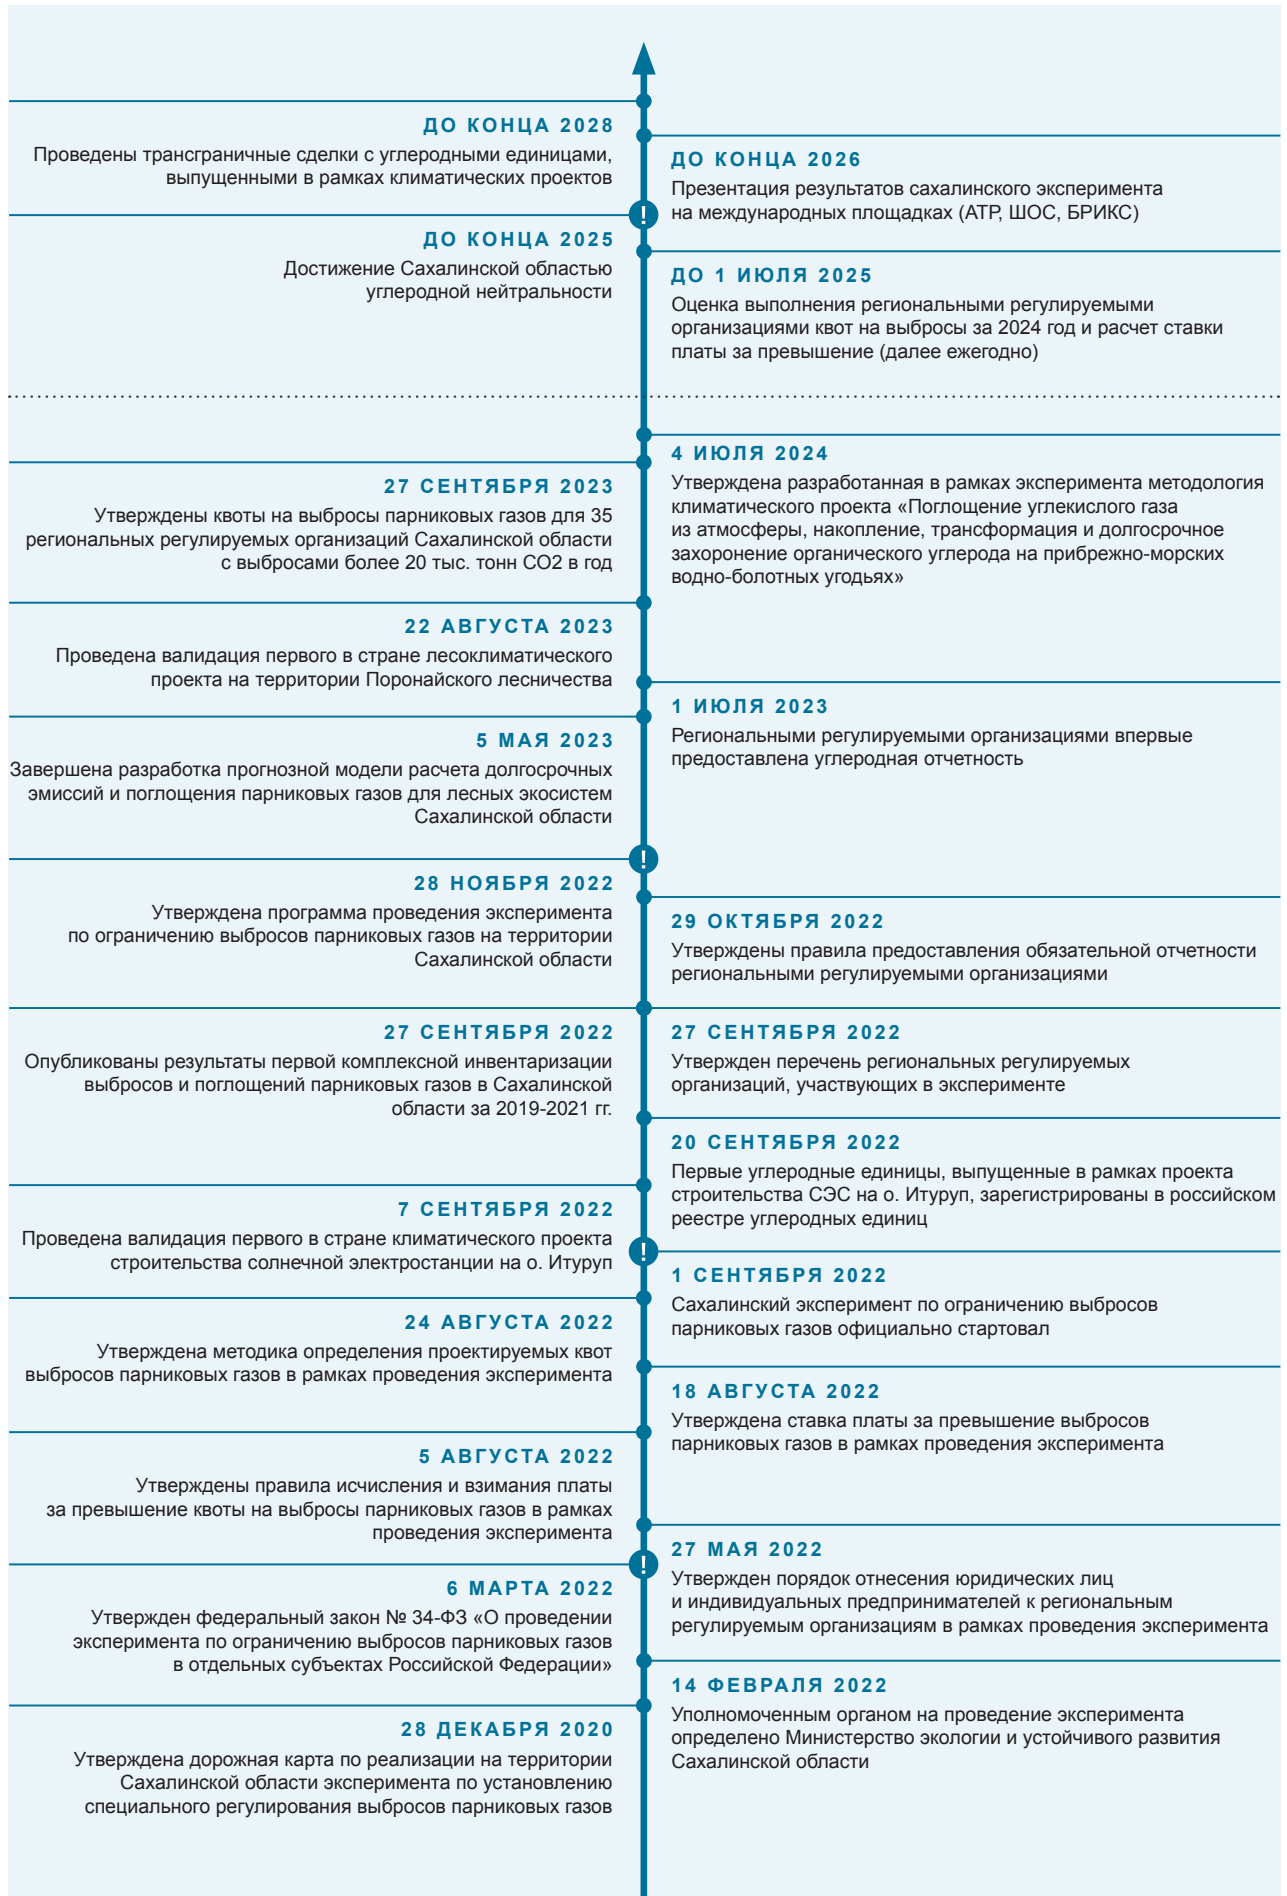 ДО КОНЦА 2028
Проведены трансграничные сделки с углеродными единицами,
выпущенными в рамках климатических проектов
ДО КОНЦА 2026
Презентация результатов сахалинского эксперимента
на международных площадках (АТР, ШОС, БРИКС)
!
ДО КОНЦА 2025
Достижение Сахалинской областью
углеродной нейтральности
ДО 1 ИЮЛЯ 2025
Оценка выполнения региональными регулируемыми
организациями квот на выбросы за 2024 год и расчет ставки
платы за превышение (далее ежегодно)
4 ИЮЛЯ 2024
Утверждена разработанная в рамках эксперимента методология
климатического проекта «Поглощение углекислого газа
из атмосферы, накопление, трансформация и долгосрочное
захоронение органического углерода на прибрежно-морских
водно-болотных угодьях»
27 СЕНТЯБРЯ 2023
Утверждены квоты на выбросы парниковых газов для 35
региональных регулируемых организаций Сахалинской области
с выбросами более 20 тыс. тонн СО2 в год
22 АВГУСТА 2023
Проведена валидация первого в стране лесоклиматического
проекта на территории Поронайского лесничества
1 ИЮЛЯ 2023
Региональными регулируемыми организациями впервые
предоставлена углеродная отчетность
5 МАЯ 2023
Завершена разработка прогнозной модели расчета долгосрочных
эмиссий и поглощения парниковых газов для лесных экосистем
Сахалинской области
!
28 НОЯБРЯ 2022
Утверждена программа проведения эксперимента
по ограничению выбросов парниковых газов на территории
Сахалинской области
29 ОКТЯБРЯ 2022
Утверждены правила предоставления обязательной отчетности
региональными регулируемыми организациями
27 СЕНТЯБРЯ 2022
Опубликованы результаты первой комплексной инвентаризации
выбросов и поглощений парниковых газов в Сахалинской
области за 2019-2021 гг.
27 СЕНТЯБРЯ 2022
Утвержден перечень региональных регулируемых
организаций, участвующих в эксперименте
20 СЕНТЯБРЯ 2022
Первые углеродные единицы, выпущенные в рамках проекта
строительства СЭС на о. Итуруп, зарегистрированы в российском
реестре углеродных единиц
7 СЕНТЯБРЯ 2022
Проведена валидация первого в стране климатического проекта
строительства солнечной электростанции на о. Итуруп
!
1 СЕНТЯБРЯ 2022
Сахалинский эксперимент по ограничению выбросов
парниковых газов официально стартовал
24 АВГУСТА 2022
Утверждена методика определения проектируемых квот
выбросов парниковых газов в рамках проведения эксперимента
18 АВГУСТА 2022
Утверждена ставка платы за превышение выбросов
парниковых газов в рамках проведения эксперимента
5 АВГУСТА 2022
Утверждены правила исчисления и взимания платы
за превышение квоты на выбросы парниковых газов в рамках
проведения эксперимента
27 МАЯ 2022
Утвержден порядок отнесения юридических лиц
и индивидуальных предпринимателей к региональным
регулируемым организациям в рамках проведения эксперимента
!
6 МАРТА 2022
Утвержден федеральный закон № 34-ФЗ «О проведении
эксперимента по ограничению выбросов парниковых газов
в отдельных субъектах Российской Федерации»
14 ФЕВРАЛЯ 2022
Уполномоченным органом на проведение эксперимента
определено Министерство экологии и устойчивого развития
Сахалинской области
28 ДЕКАБРЯ 2020
Утверждена дорожная карта по реализации на территории
Сахалинской области эксперимента по установлению
специального регулирования выбросов парниковых газов